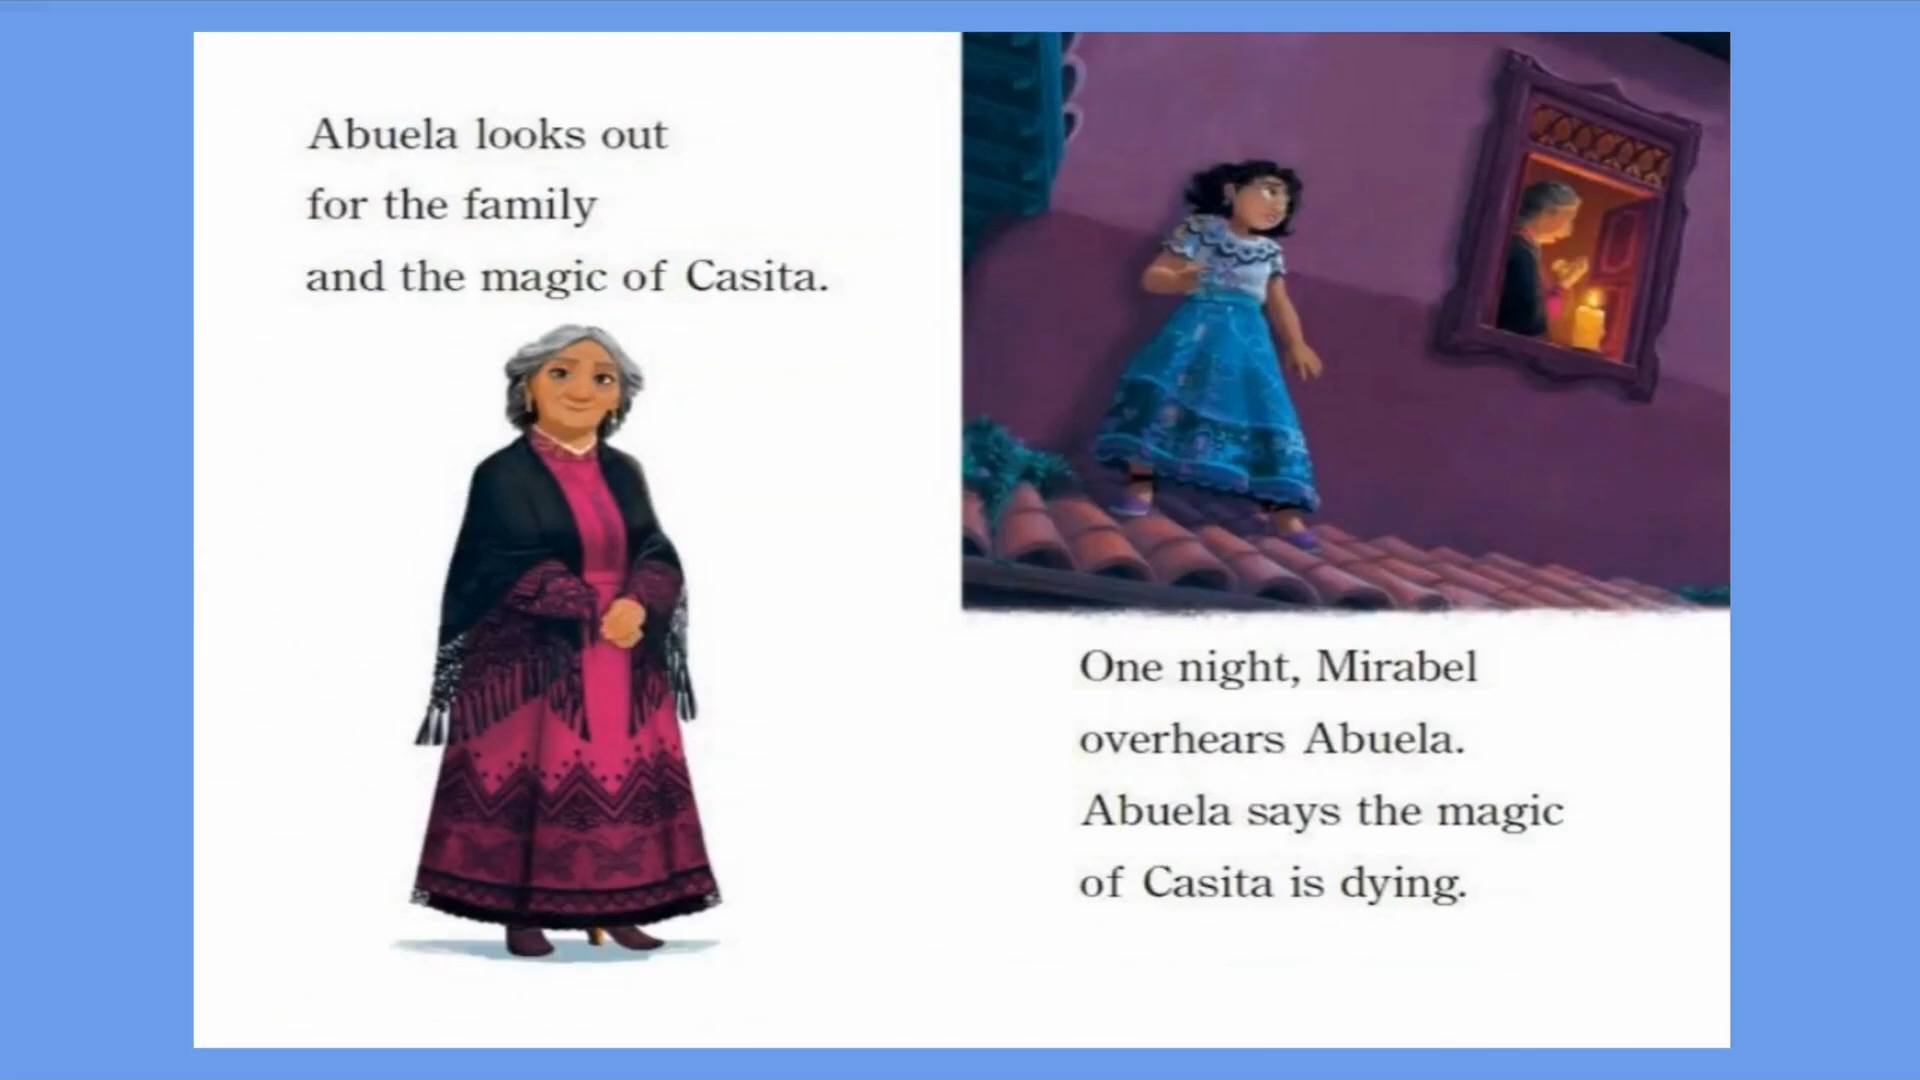 Abuela looks out
for the family
and the magic of Casita.
One night, Mirabel
overhears Abuela.
Abuela says the magic
of Casita is dying.